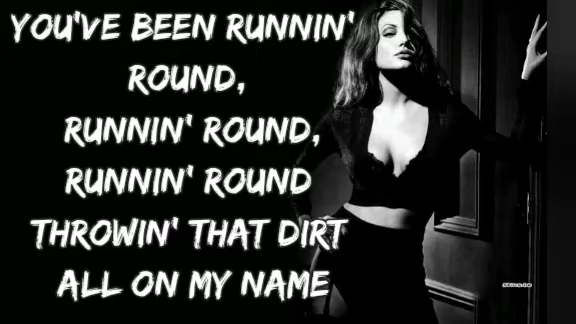 YOU'VE BEEN RUNNIN'
ROUND,
RUNNIN' ROUND,
RUNNIN' ROUND
THROWIN' THAT DIRT
ALL ON MY NAME